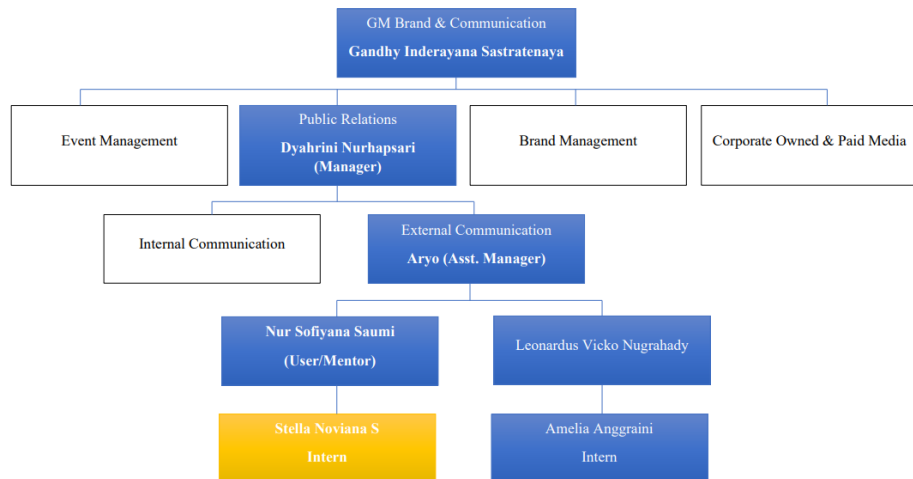 GM Brand & Communication
Gandhy Inderayana Sastratenaya
Event Management
Public Relations
Dyahrini Nurhapsari
(Manager)
Brand Management
Corporate Owned & Paid Media
Internal Communication
External Communication
Aryo (Asst. Manager)
Nur Sofiyana Saumi
(User/Mentor)
Leonardus Vicko Nugrahady
Stella Noviana S
Intern
Amelia Anggraini
Intern